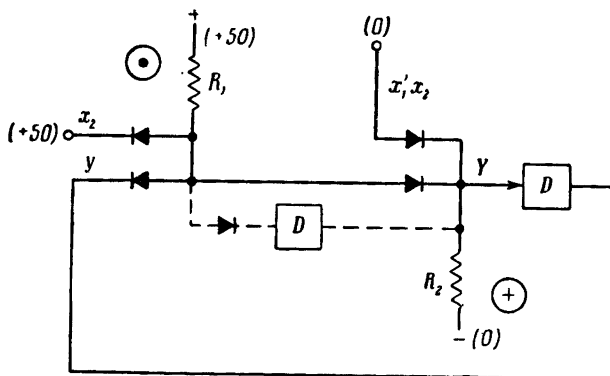 +
(+50)
(0)
R₁
x₁′x₂
x₂
(+50)
y
Y
D
D
R₂
+
−(0)